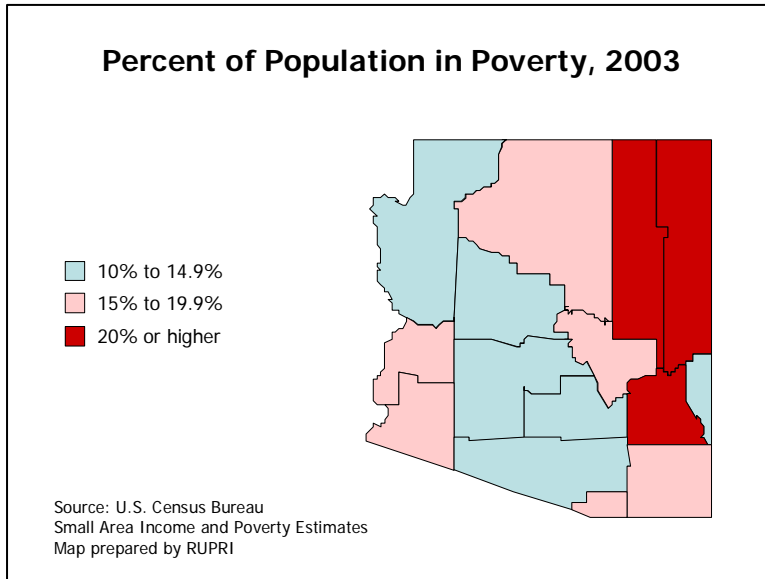 Percent of Population in Poverty, 2003
10% to 14.9%
15% to 19.9%
20% or higher
Source: U.S. Census Bureau
Small Area Income and Poverty Estimates
Map prepared by RUPRI